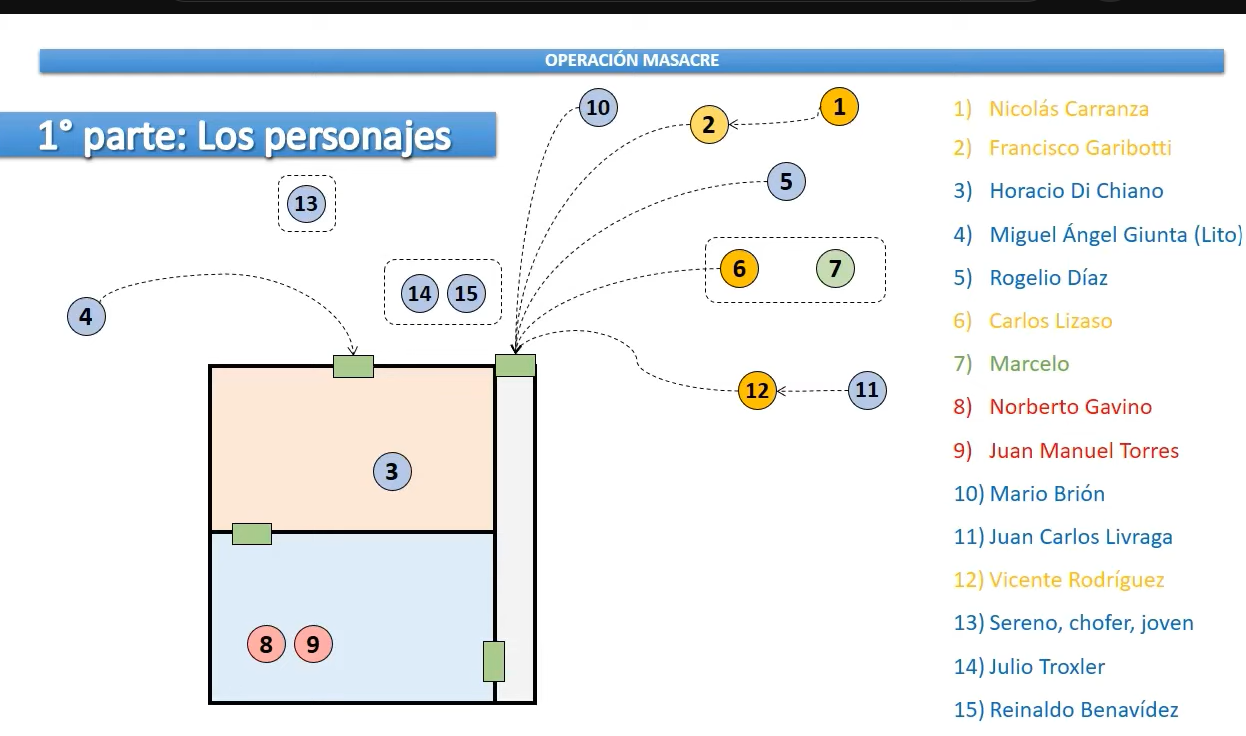 OPERACIÓN MASACRE
1° parte: Los personajes
10
2
1
5
13
6
7
14
15
4
12
11
3
8
9
1) Nicolás Carranza
2) Francisco Garibotti
3) Horacio Di Chiano
4) Miguel Ángel Giunta (Lito)
5) Rogelio Díaz
6) Carlos Lizaso
7) Marcelo
8) Norberto Gavino
9) Juan Manuel Torres
10) Mario Brión
11) Juan Carlos Livraga
12) Vicente Rodríguez
13) Sereno, chofer, joven
14) Julio Troxler
15) Reinaldo Benavídez